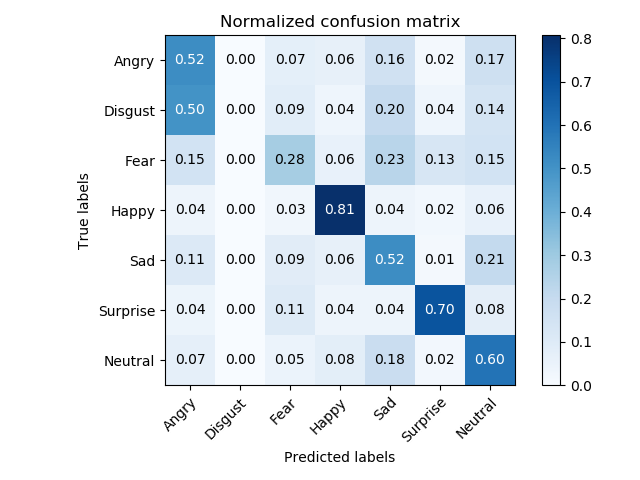 Normalized confusion matrix
True labels
Angry 0.52 0.00 0.07 0.06 0.16 0.02 0.17
Disgust 0.50 0.00 0.09 0.04 0.20 0.04 0.14
Fear 0.15 0.00 0.28 0.06 0.23 0.13 0.15
Happy 0.04 0.00 0.03 0.81 0.04 0.02 0.06
Sad 0.11 0.00 0.09 0.06 0.52 0.01 0.21
Surprise 0.04 0.00 0.11 0.04 0.04 0.70 0.08
Neutral 0.07 0.00 0.05 0.08 0.18 0.02 0.60
Angry Disgust Fear Happy Sad Surprise Neutral
Predicted labels
0.8
0.7
0.6
0.5
0.4
0.3
0.2
0.1
0.0